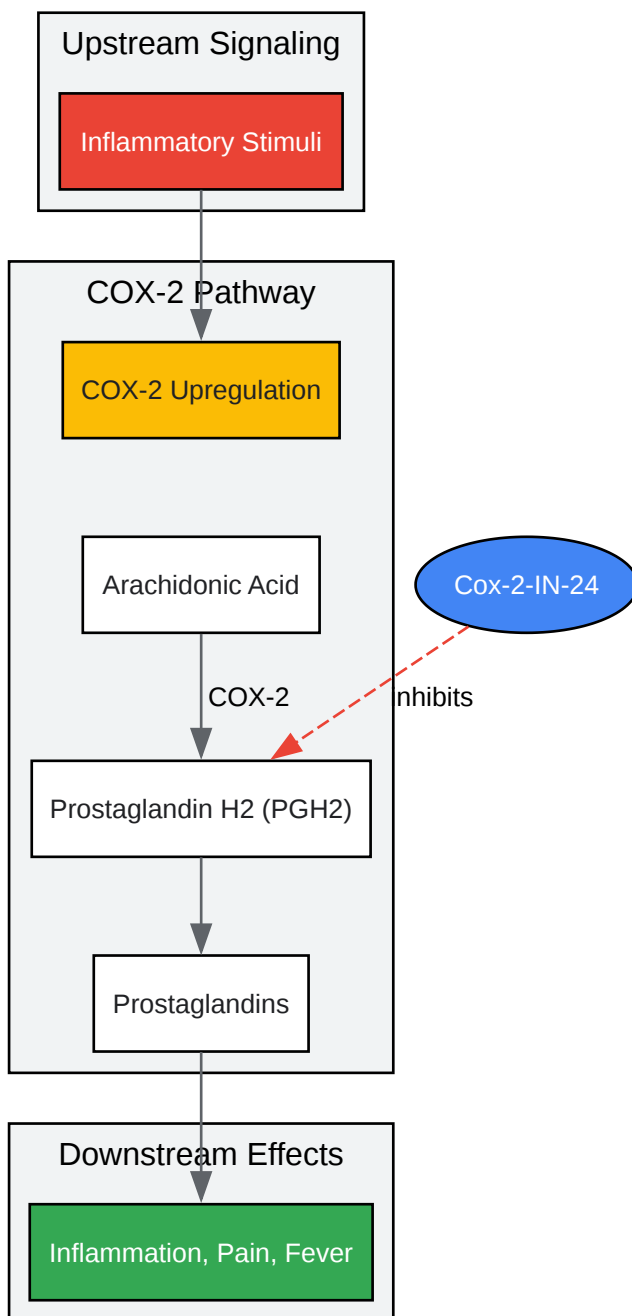 Upstream Signaling
Inflammatory Stimuli
COX-2 Pathway
COX-2 Upregulation
Arachidonic Acid
Cox-2-IN-24
COX-2
Inhibits
Prostaglandin H2 (PGH2)
Prostaglandins
Downstream Effects
Inflammation, Pain, Fever